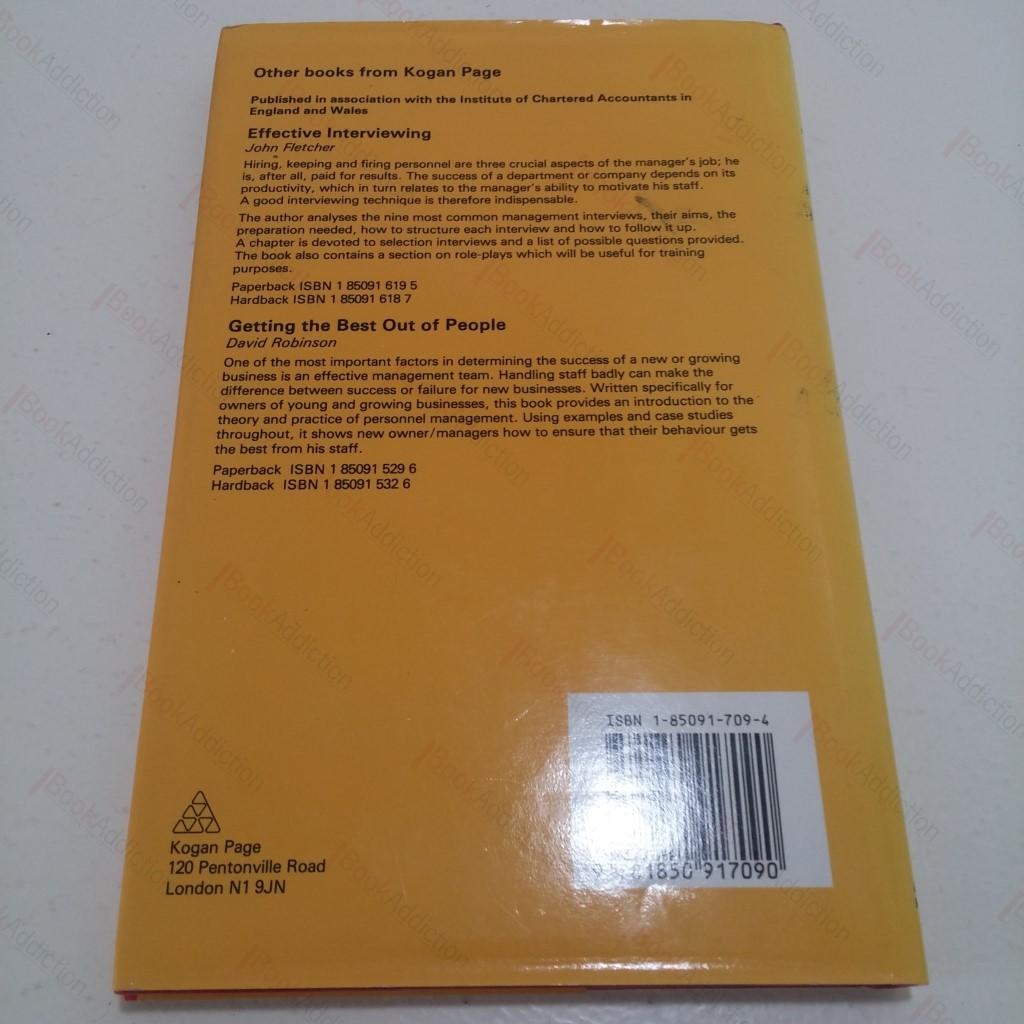 Other books from Kogan Page
Published in association with the Institute of Chartered Accountants in
England and Wales
Effective Interviewing
John Fletcher
Hiring, keeping and firing personnel are three crucial aspects of the manager's job; he
is, after all, paid for results. The success of a department or company depends on its
productivity, which in turn relates to the manager's ability to motivate his staff.
A good interviewing technique is therefore indispensable.
The author analyses the nine most common management interviews, their aims, the
preparation needed, how to structure each interview and how to follow it up.
A chapter is devoted to selection interviews and a list of possible questions provided.
The book also contains a section on role-plays which will be useful for training
purposes.
Paperback ISBN 1 85091 619 5
Hardback ISBN 1 85091 618 7
Getting the Best Out of People
David Robinson
One of the most important factors in determining the success of a new or growing
business is an effective management team. Handling staff badly can make the
difference between success or failure for new businesses. Written specifically for
owners of young and growing businesses, this book provides an introduction to the
theory and practice of personnel management. Using examples and case studies
throughout, it shows new owner/managers how to ensure that their behaviour gets
the best from his staff.
Paperback ISBN 1 85091 529 6
Hardback ISBN 1 85091 532 6
ISBN 1-85091-709-4
9 781850 917090
Kogan Page
120 Pentonville Road
London N1 9JN
BookAddiction